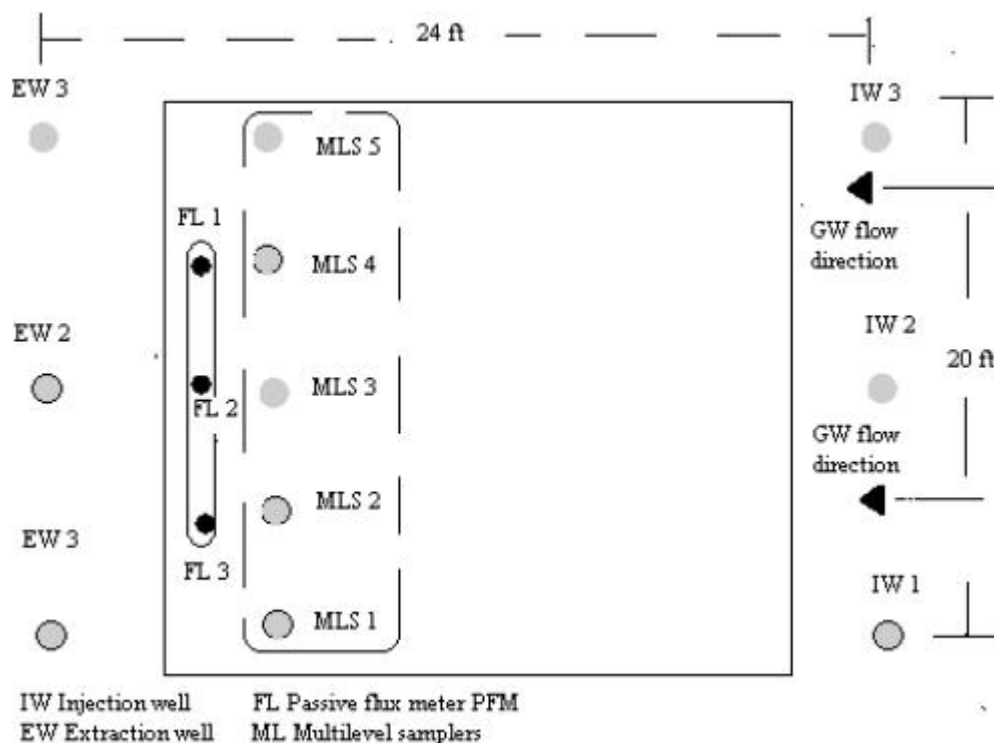 24 ft
EW 3
IW 3
MLS 5
FL 1
GW flow
direction
MLS 4
EW 2
IW 2
20 ft
MLS 3
FL 2
GW flow
direction
MLS 2
EW 3
FL 3
IW 1
MLS 1
IW Injection well
FL Passive flux meter PFM
EW Extraction well
ML Multilevel samplers